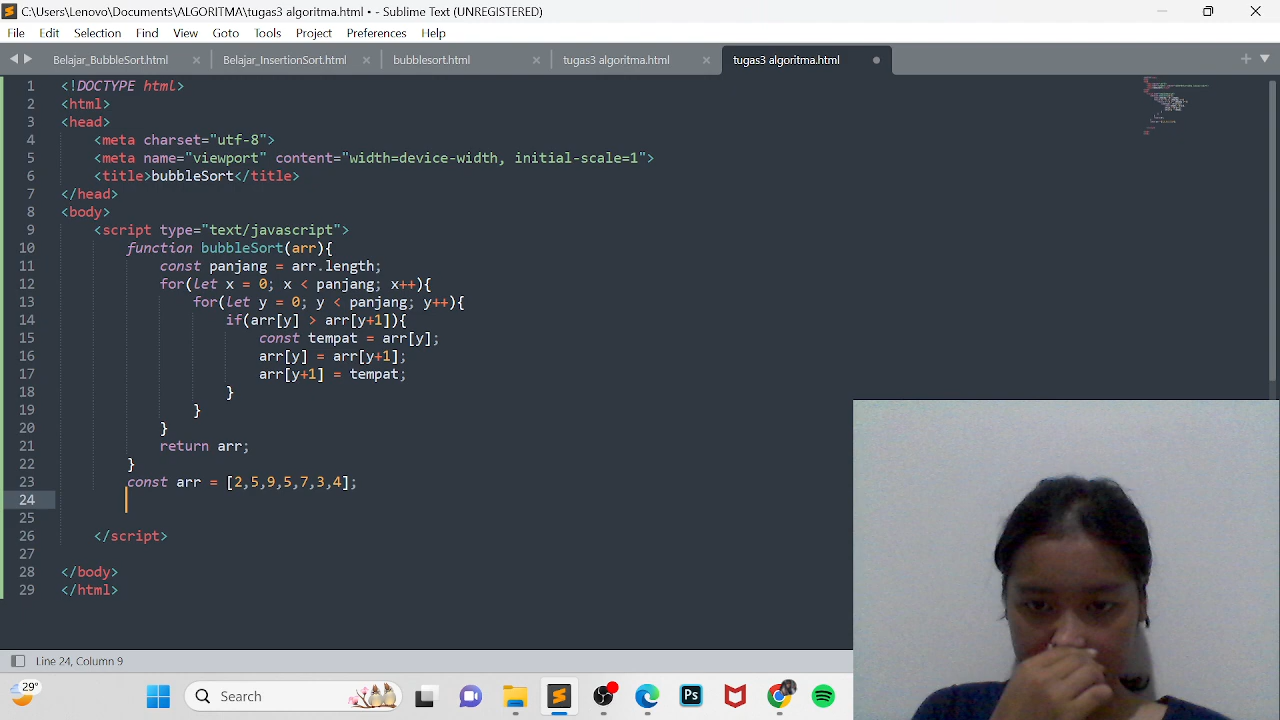 C:\Users\Lenovo\Documents\ALGORITMA\tugas3 algoritma.html • - Sublime Text (UNREGISTERED)
File Edit Selection Find View Goto Tools Project Preferences Help
Belajar_BubbleSort.html Belajar_InsertionSort.html bubblesort.html tugas3 algoritma.html tugas3 algoritma.html
1 <!DOCTYPE html>
2 <html>
3 <head>
4 <meta charset="utf-8">
5 <meta name="viewport" content="width=device-width, initial-scale=1">
6 <title>bubbleSort</title>
7 </head>
8 <body>
9 <script type="text/javascript">
10 function bubbleSort(arr){
11 const panjang = arr.length;
12 for(let x = 0; x < panjang; x++){
13 for(let y = 0; y < panjang; y++){
14 if(arr[y] > arr[y+1]){
15 const tempat = arr[y];
16 arr[y] = arr[y+1];
17 arr[y+1] = tempat;
18 }
19 }
20 }
21 return arr;
22 }
23 const arr = [2,5,9,5,7,3,4];
24
25
26 </script>
27
28 </body>
29 </html>
Line 24, Column 9
29°
Search
Ps